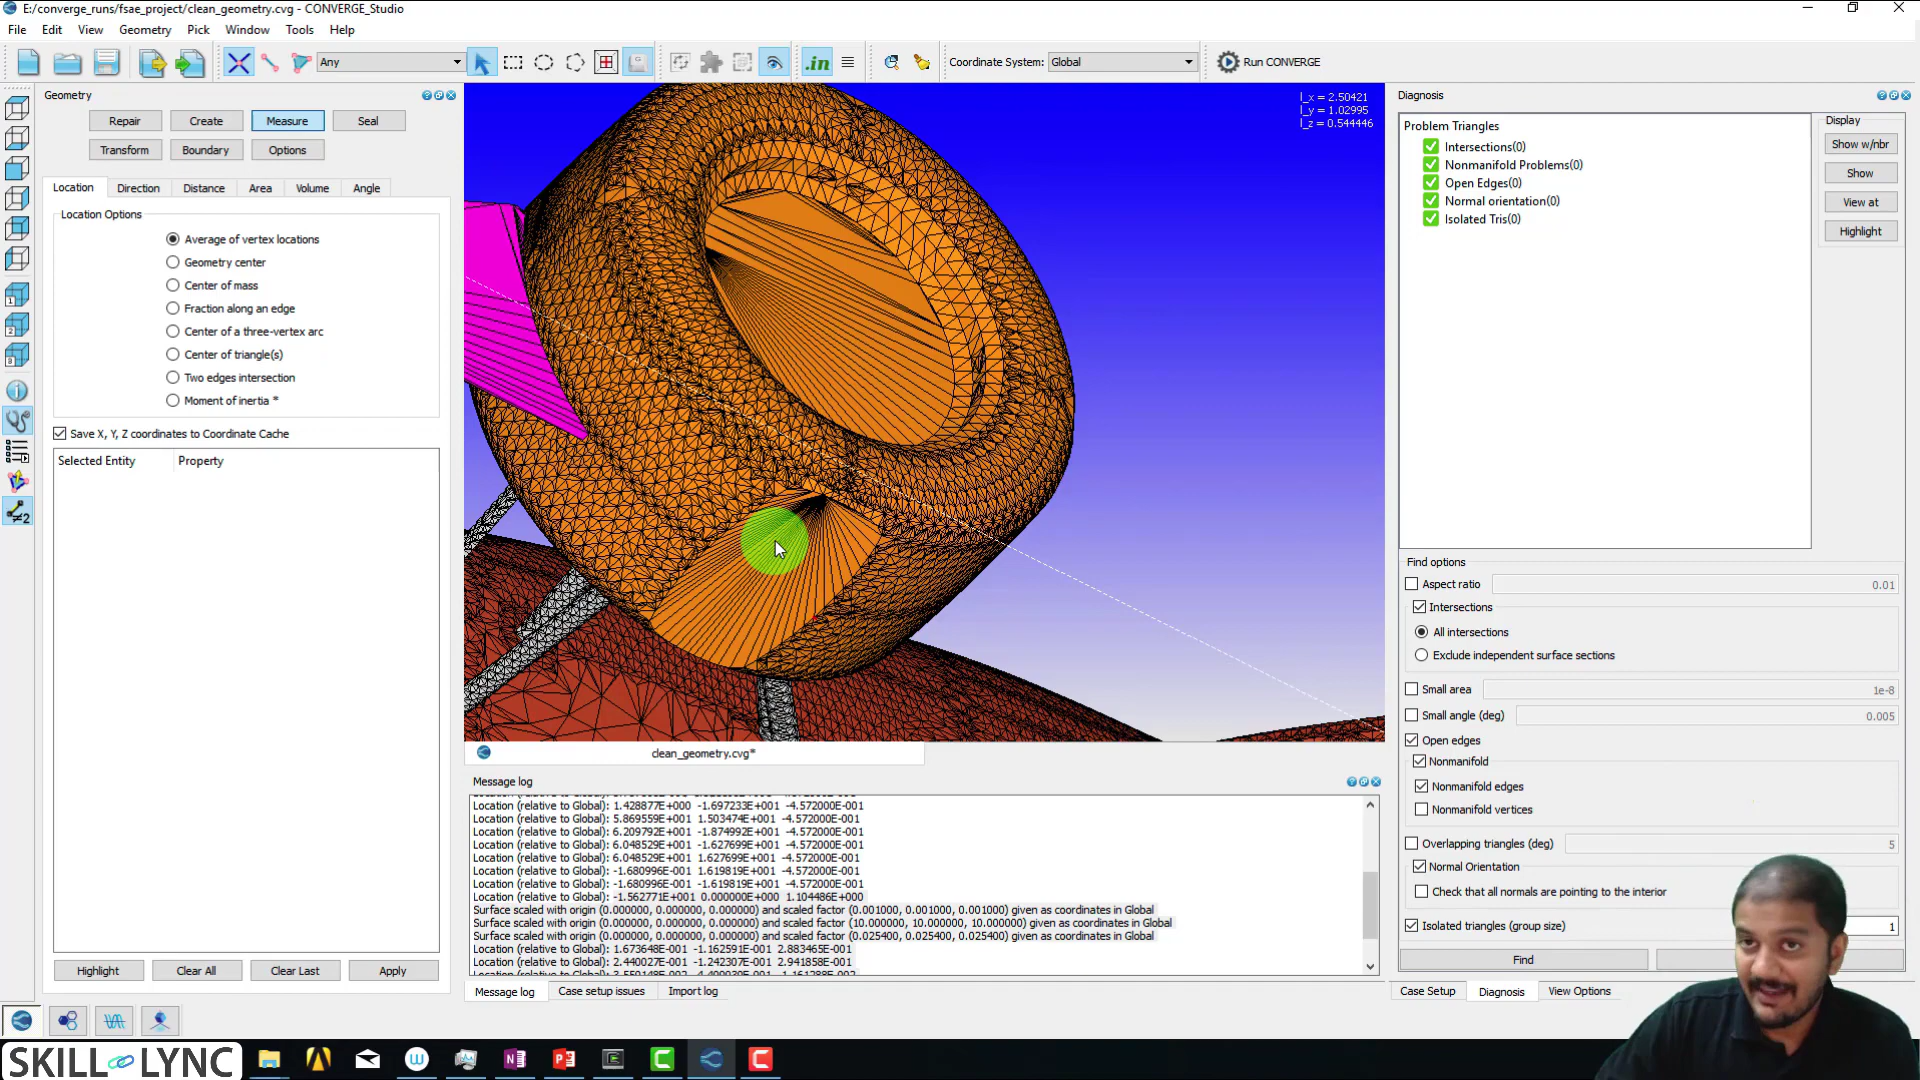 E:/converge_runs/fsae_project/clean_geometry.cvg - CONVERGE_Studio
File Edit View Geometry Pick Window Tools Help
Any
.in
Coordinate System: Global
Run CONVERGE
Geometry
Repair Create Measure Seal
Transform Boundary Options
Location Direction Distance Area Volume Angle
Location Options
Average of vertex locations
Geometry center
Center of mass
Fraction along an edge
Center of a three-vertex arc
Center of triangle(s)
Two edges intersection
Moment of inertia *
Save X, Y, Z coordinates to Coordinate Cache
Selected Entity Property
Highlight Clear All Clear Last Apply
l_x = 2.50421
l_y = 1.02995
l_z = 0.544446
clean_geometry.cvg*
Message log
Location (relative to Global): 1.428877E+000 -1.697233E+001 -4.572000E-001
Location (relative to Global): 5.869559E+001 1.503474E+001 -4.572000E-001
Location (relative to Global): 6.209792E+001 -1.874992E+001 -4.572000E-001
Location (relative to Global): 6.048529E+001 -1.627699E+001 -4.572000E-001
Location (relative to Global): 6.048529E+001 1.627699E+001 -4.572000E-001
Location (relative to Global): -1.680996E-001 1.619819E+001 -4.572000E-001
Location (relative to Global): -1.680996E-001 -1.619819E+001 -4.572000E-001
Location (relative to Global): -1.562771E+001 0.000000E+000 1.104486E+000
Surface scaled with origin (0.000000, 0.000000, 0.000000) and scaled factor (0.001000, 0.001000, 0.001000) given as coordinates in Global
Surface scaled with origin (0.000000, 0.000000, 0.000000) and scaled factor (10.000000, 10.000000, 10.000000) given as coordinates in Global
Surface scaled with origin (0.000000, 0.000000, 0.000000) and scaled factor (0.025400, 0.025400, 0.025400) given as coordinates in Global
Location (relative to Global): 1.673648E-001 -1.162591E-001 2.883465E-001
Location (relative to Global): 2.440027E-001 -1.242307E-001 2.941858E-001
Message log Case setup issues Import log
Diagnosis
Problem Triangles
Intersections(0)
Nonmanifold Problems(0)
Open Edges(0)
Normal orientation(0)
Isolated Tris(0)
Display
Show w/nbr
Show
View at
Highlight
Find options
Aspect ratio 0.01
Intersections
All intersections
Exclude independent surface sections
Small area 1e-8
Small angle (deg) 0.005
Open edges
Nonmanifold
Nonmanifold edges
Nonmanifold vertices
Overlapping triangles (deg) 5
Normal Orientation
Check that all normals are pointing to the interior
Isolated triangles (group size) 1
Find
Case Setup Diagnosis View Options
SKILL LYNC